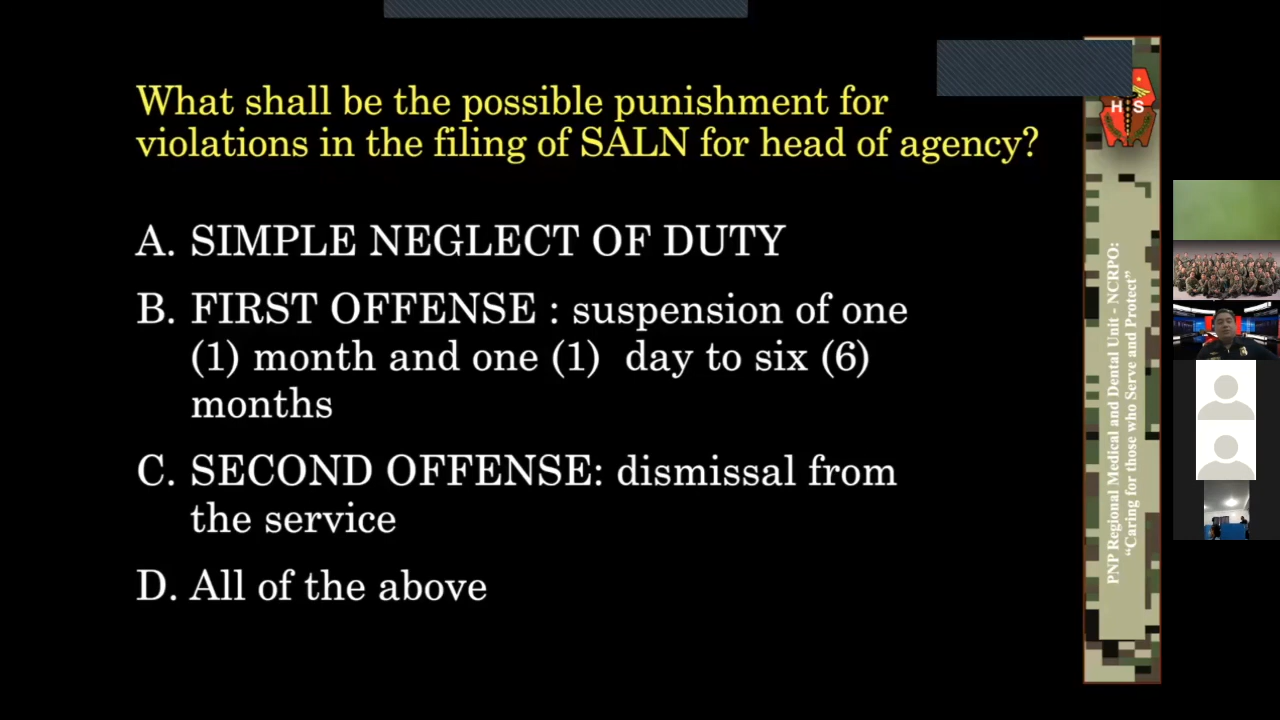 What shall be the possible punishment for
violations in the filing of SALN for head of agency?
A. SIMPLE NEGLECT OF DUTY
B. FIRST OFFENSE : suspension of one
(1) month and one (1) day to six (6)
months
C. SECOND OFFENSE: dismissal from
the service
D. All of the above
H S
PNP Regional Medical and Dental Unit - NCRPO:
“Caring for those who Serve and Protect”